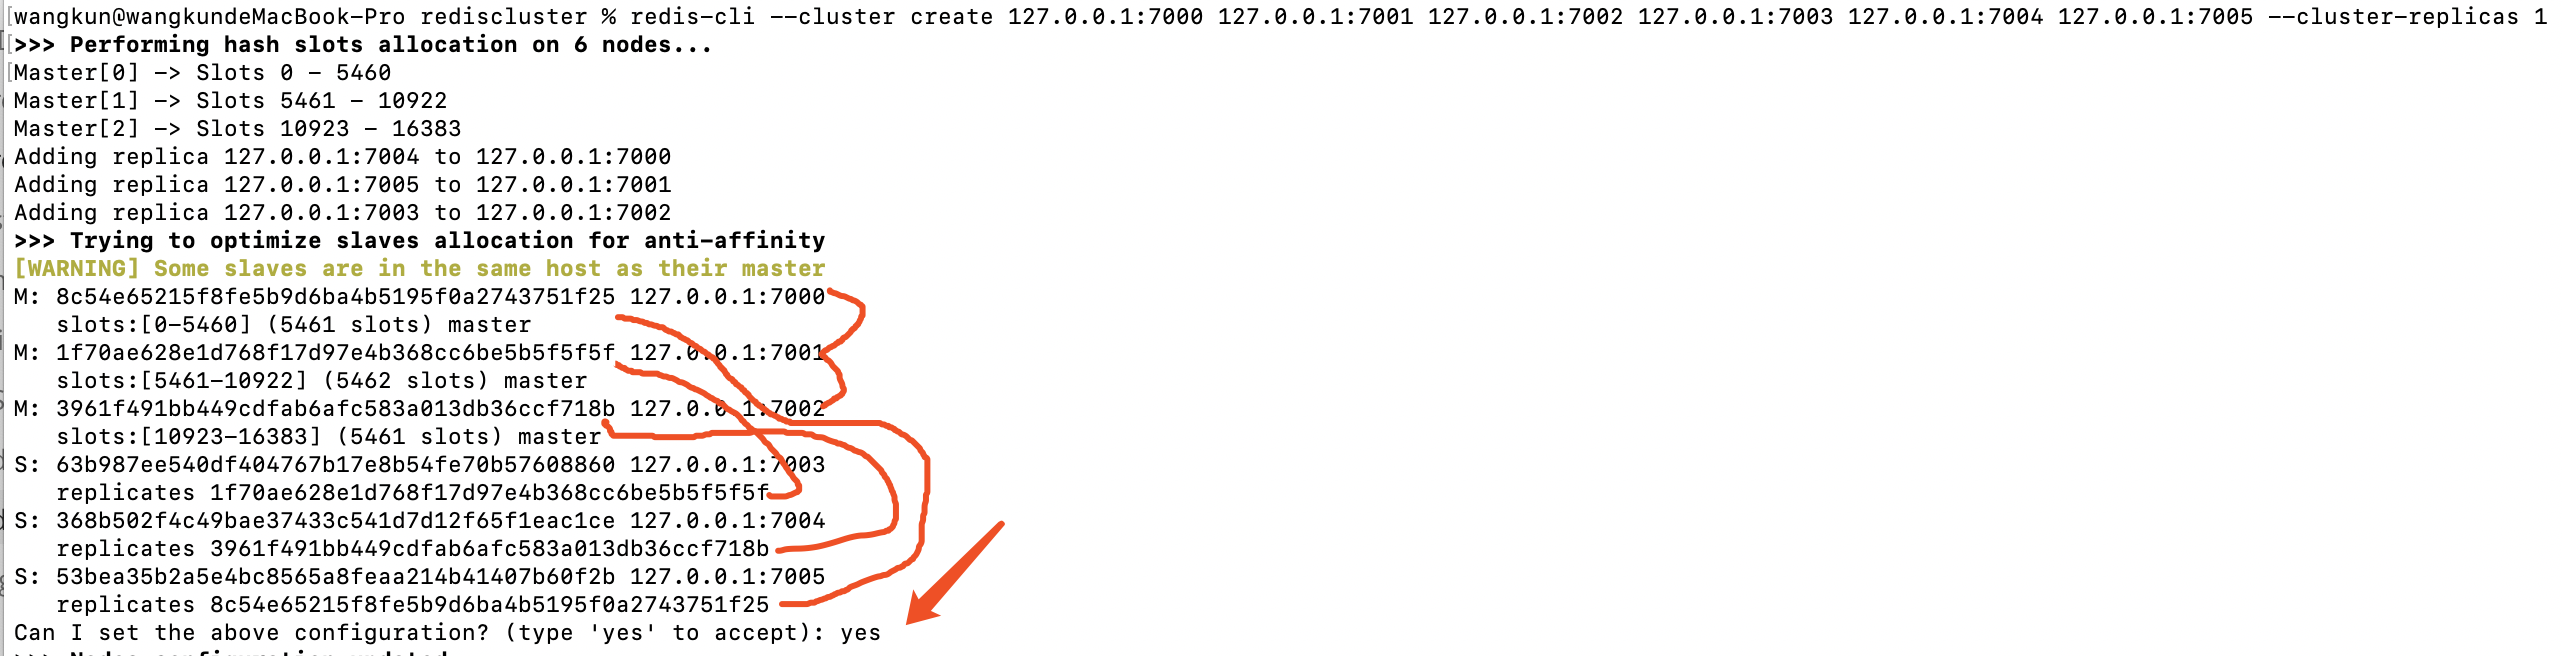 wangkun@wangkundeMacBook-Pro rediscluster % redis-cli --cluster create 127.0.0.1:7000 127.0.0.1:7001 127.0.0.1:7002 127.0.0.1:7003 127.0.0.1:7004 127.0.0.1:7005 --cluster-replicas 1
>>> Performing hash slots allocation on 6 nodes...
Master[0] -> Slots 0 - 5460
Master[1] -> Slots 5461 - 10922
Master[2] -> Slots 10923 - 16383
Adding replica 127.0.0.1:7004 to 127.0.0.1:7000
Adding replica 127.0.0.1:7005 to 127.0.0.1:7001
Adding replica 127.0.0.1:7003 to 127.0.0.1:7002
>>> Trying to optimize slaves allocation for anti-affinity
[WARNING] Some slaves are in the same host as their master
M: 8c54e65215f8fe5b9d6ba4b5195f0a2743751f25 127.0.0.1:7000
   slots:[0-5460] (5461 slots) master
M: 1f70ae628e1d768f17d97e4b368cc6be5b5f5f5f 127.0.0.1:7001
   slots:[5461-10922] (5462 slots) master
M: 3961f491bb449cdfab6afc583a013db36ccf718b 127.0.0.1:7002
   slots:[10923-16383] (5461 slots) master
S: 63b987ee540df404767b17e8b54fe70b57608860 127.0.0.1:7003
   replicates 1f70ae628e1d768f17d97e4b368cc6be5b5f5f5f
S: 368b502f4c49bae37433c541d7d12f65f1eac1ce 127.0.0.1:7004
   replicates 3961f491bb449cdfab6afc583a013db36ccf718b
S: 53bea35b2a5e4bc8565a8feaa214b41407b60f2b 127.0.0.1:7005
   replicates 8c54e65215f8fe5b9d6ba4b5195f0a2743751f25
Can I set the above configuration? (type 'yes' to accept): yes
>>> Nodes configuration updated